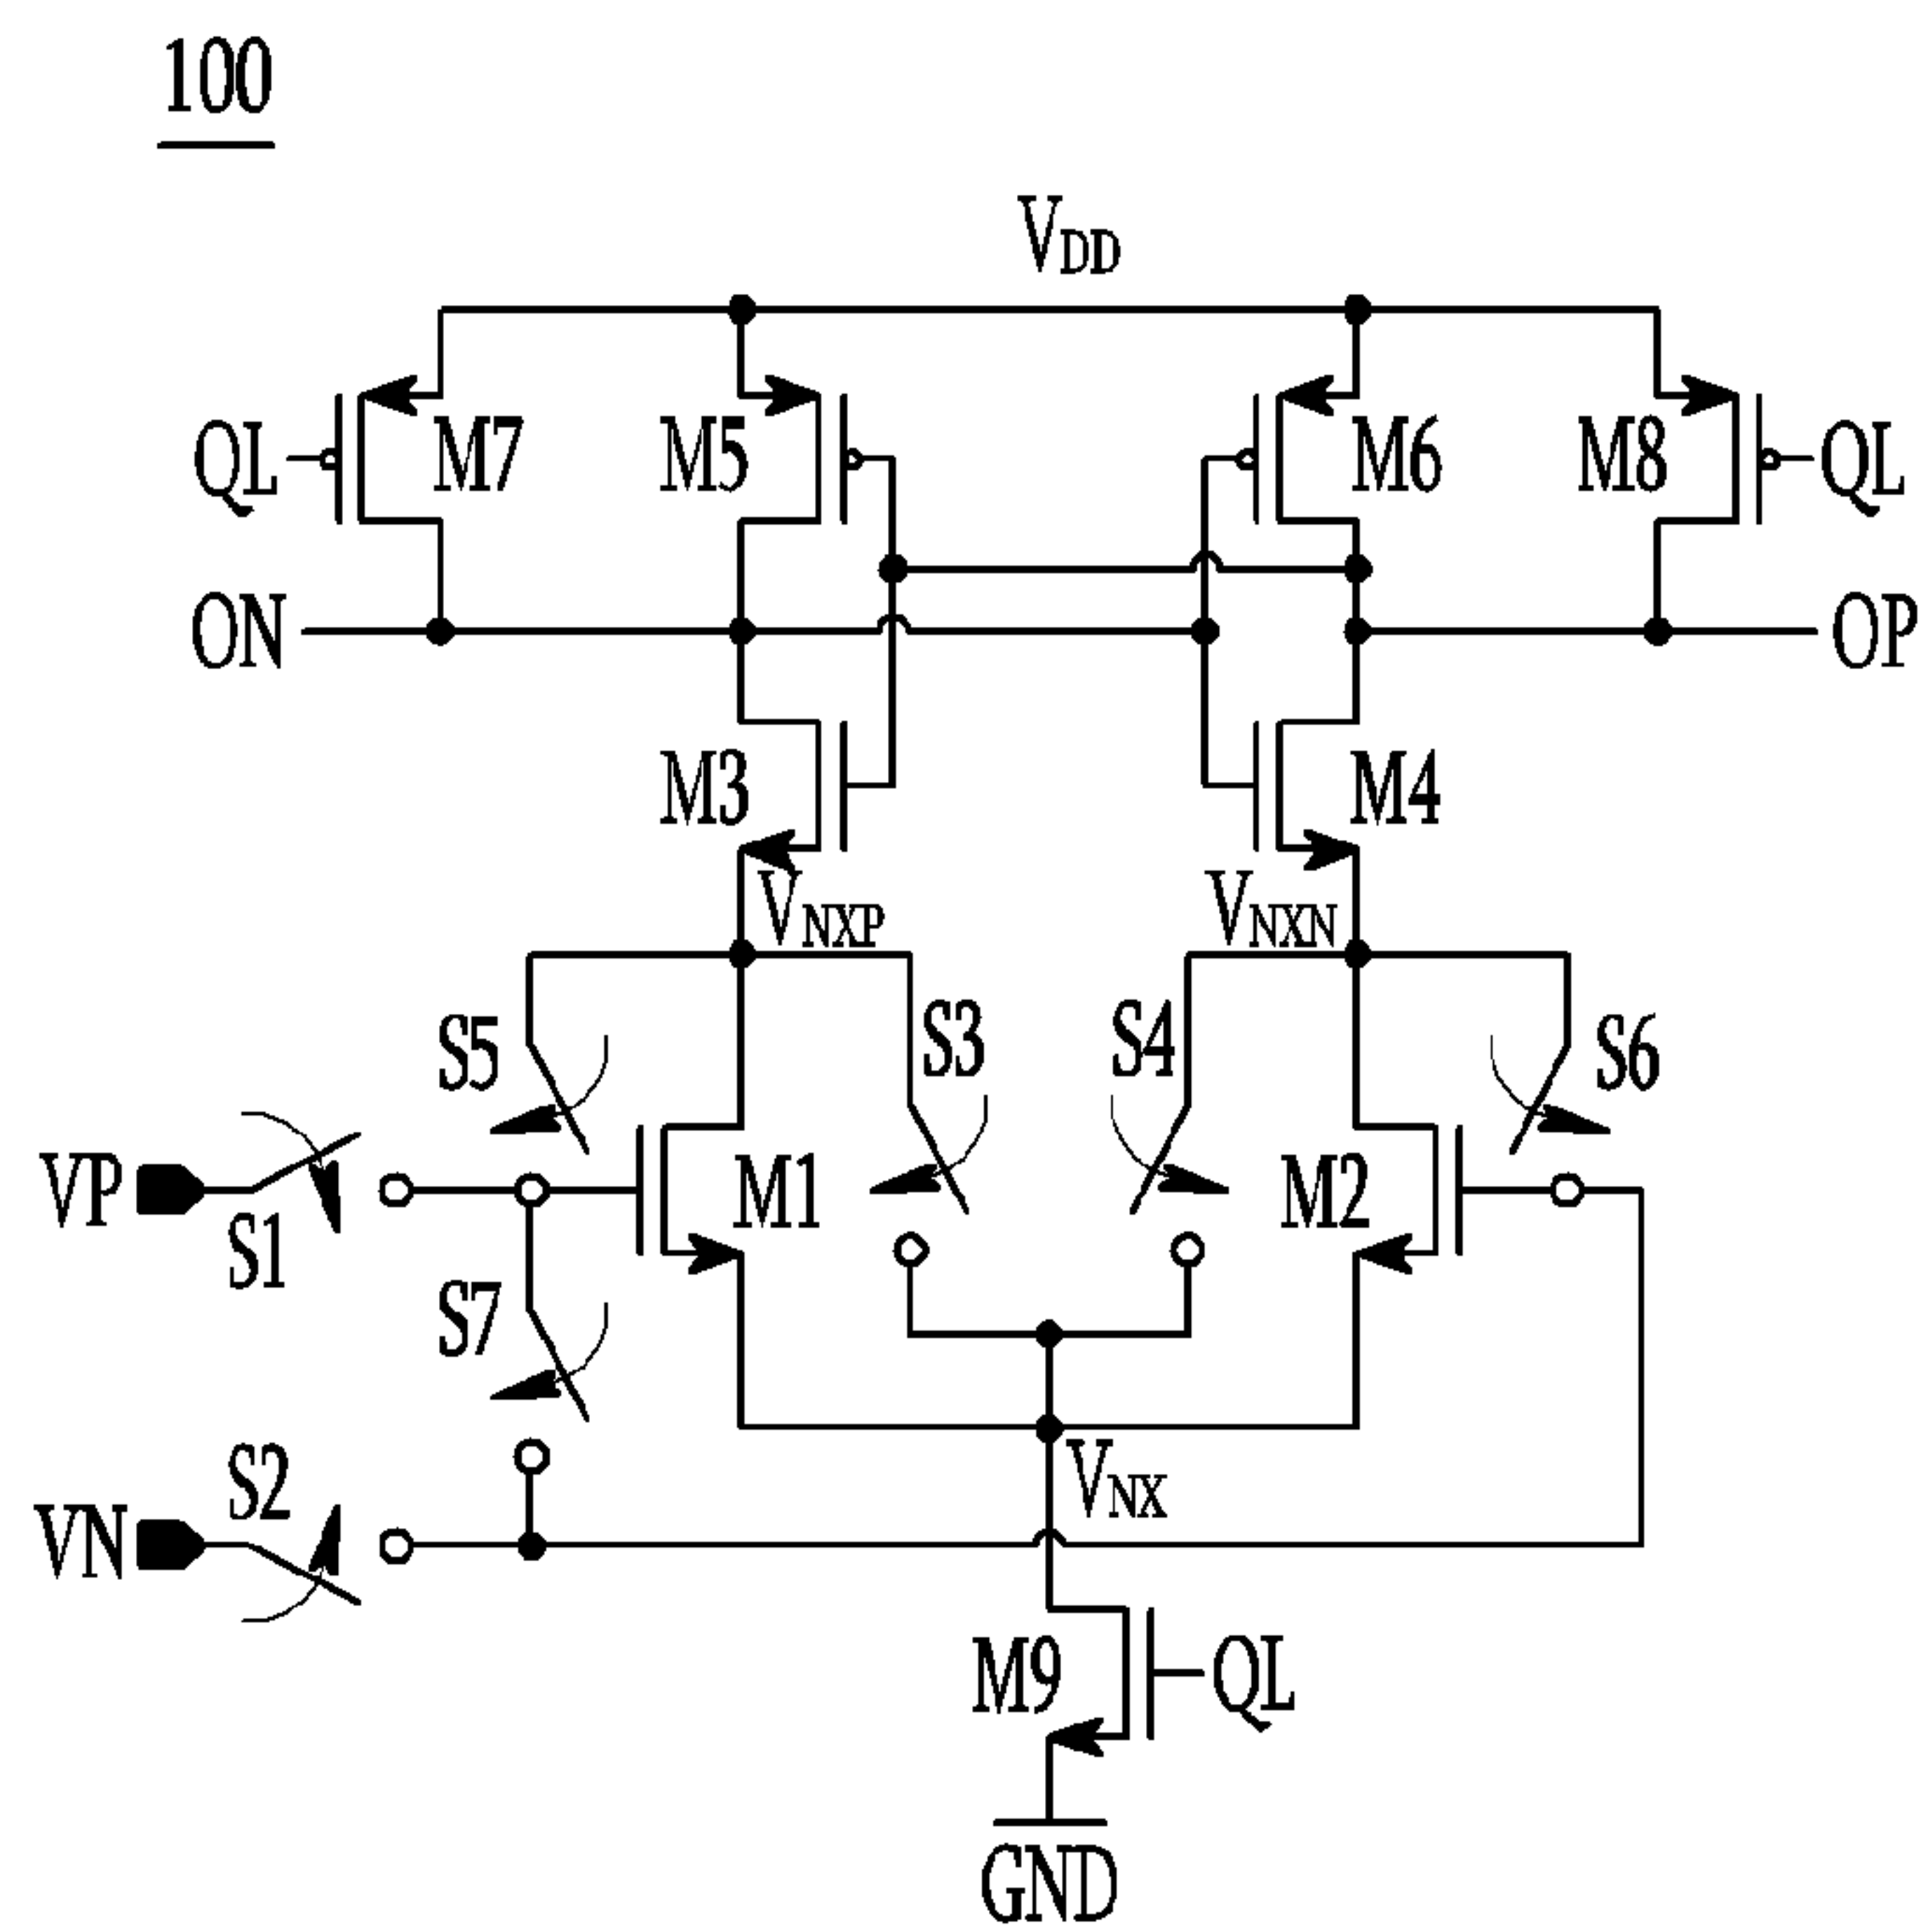 100
VDD
QL M7 M5 M6 M8 QL
ON OP
M3 M4
VNXP VNXN
S5 S3 S4 S6
VP M1 M2
S1
S7
S2
VNX
VN
M9 QL
GND